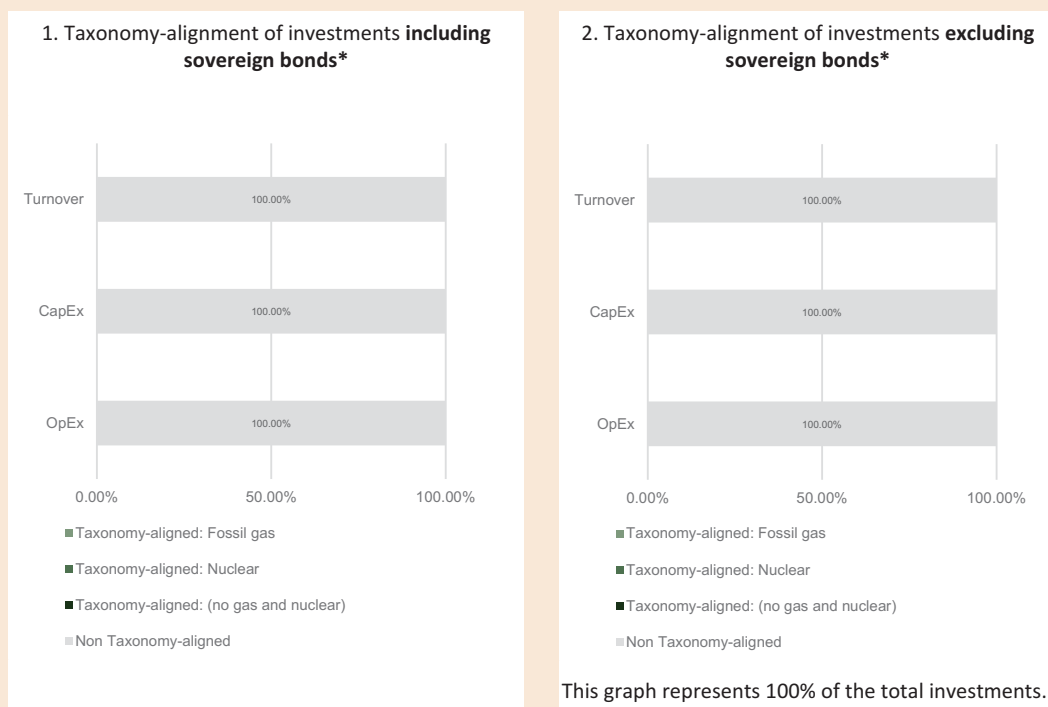 1. Taxonomy-alignment of investments including
sovereign bonds*
Turnover
100.00%
CapEx
100.00%
OpEx
100.00%
0.00%
50.00%
100.00%
Taxonomy-aligned: Fossil gas
Taxonomy-aligned: Nuclear
Taxonomy-aligned: (no gas and nuclear)
Non Taxonomy-aligned
2. Taxonomy-alignment of investments excluding
sovereign bonds*
Turnover
100.00%
CapEx
100.00%
OpEx
100.00%
0.00%
50.00%
100.00%
Taxonomy-aligned: Fossil gas
Taxonomy-aligned: Nuclear
Taxonomy-aligned: (no gas and nuclear)
Non Taxonomy-aligned
This graph represents 100% of the total investments.